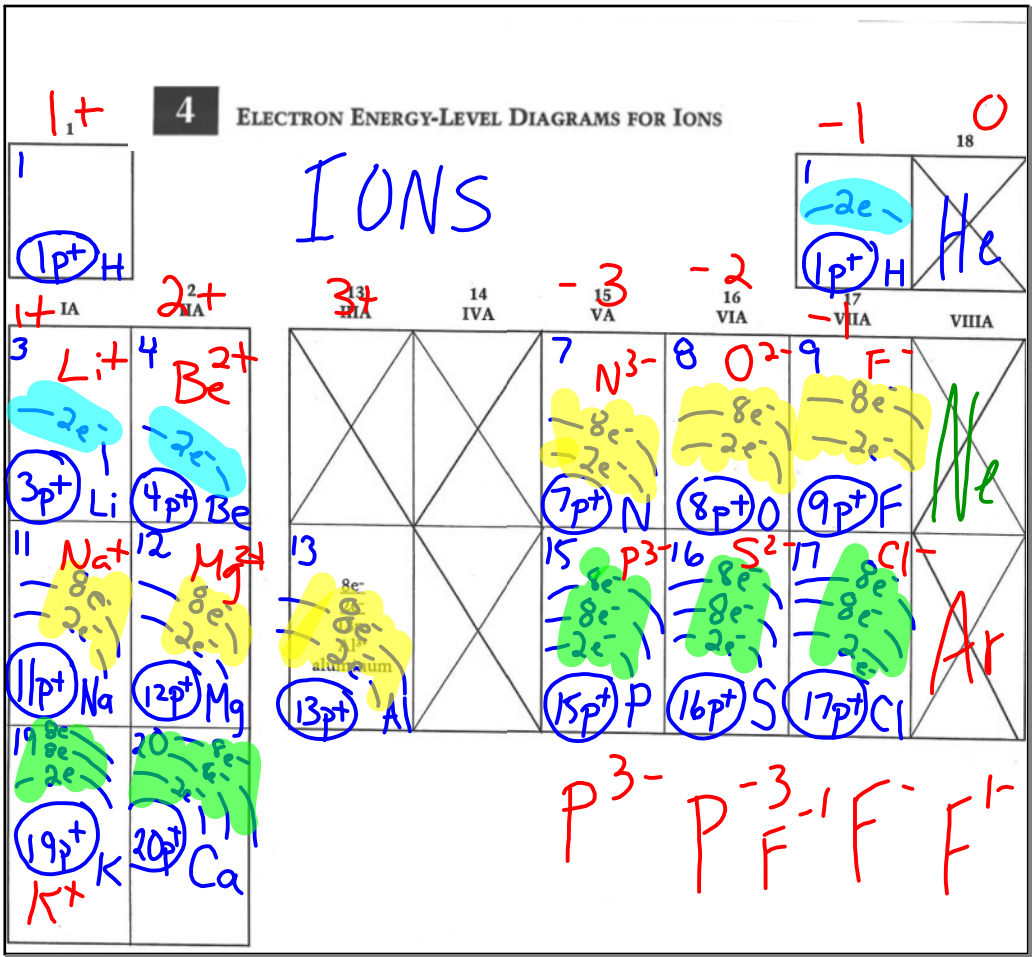 1+
1
4 ELECTRON ENERGY-LEVEL DIAGRAMS FOR IONS
-1 0
18
IONS
1
1p+ H
1
2e-
1p+ H
He
1+ IA
2+ 2 IIA
3+ 13 IIIA
14 IVA
-3 15 VA
-2 16 VIA
-1 17 VIIA
VIIIA
3 Li+
2e-
3p+ Li
4 Be2+
2e-
4p+ Be
7 N3-
8e-
2e-
7p+ N
8 O2-
8e-
2e-
8p+ O
9 F-
8e-
2e-
9p+ F
Ne
11 Na+
8e-
2e-
11p+ Na
12 Mg2+
8e-
2e-
12p+ Mg
13
8e-
8e-
2e-
aluminum
13p+ Al
15 P3-
8e-
8e-
2e-
15p+ P
16 S2-
8e-
8e-
2e-
16p+ S
17 Cl-
8e-
8e-
2e-
17p+ Cl
Ar
19 8e-
8e-
2e-
19p+ K
K+
20 8e-
8e-
2e-
20p+ Ca
P3- P-3 F-1 F- F1-